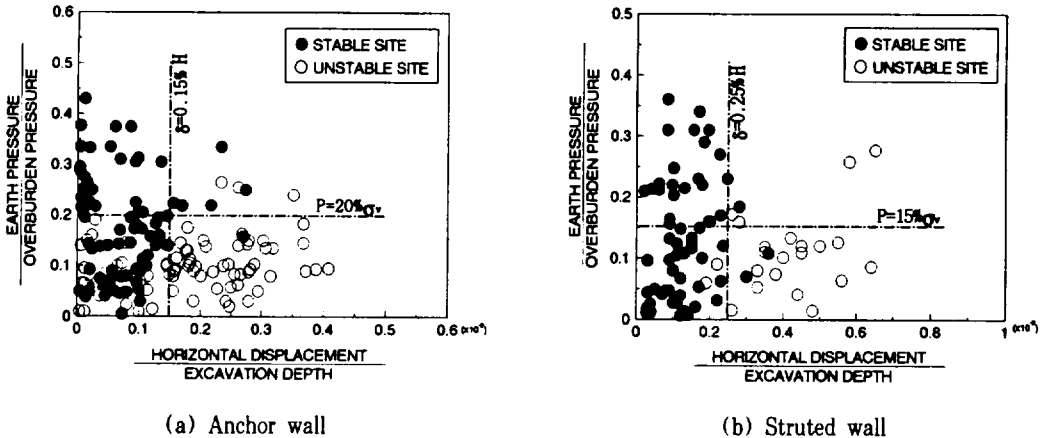 0.6
0.5
0.4
0.3
0.2
0.1
0
0
0.1
0.2
0.3
0.4
0.5
0.6
EARTH PRESSURE
OVERBURDEN PRESSURE
STABLE SITE
UNSTABLE SITE
δ=0.15% H
P=20%σv
HORIZONTAL DISPLACEMENT
EXCAVATION DEPTH
(a) Anchor wall
0.5
0.4
0.3
0.2
0.1
0
0
0.2
0.4
0.6
0.8
1
EARTH PRESSURE
OVERBURDEN PRESSURE
STABLE SITE
UNSTABLE SITE
δ=0.25% H
P=15%σv
HORIZONTAL DISPLACEMENT
EXCAVATION DEPTH
(b) Struted wall